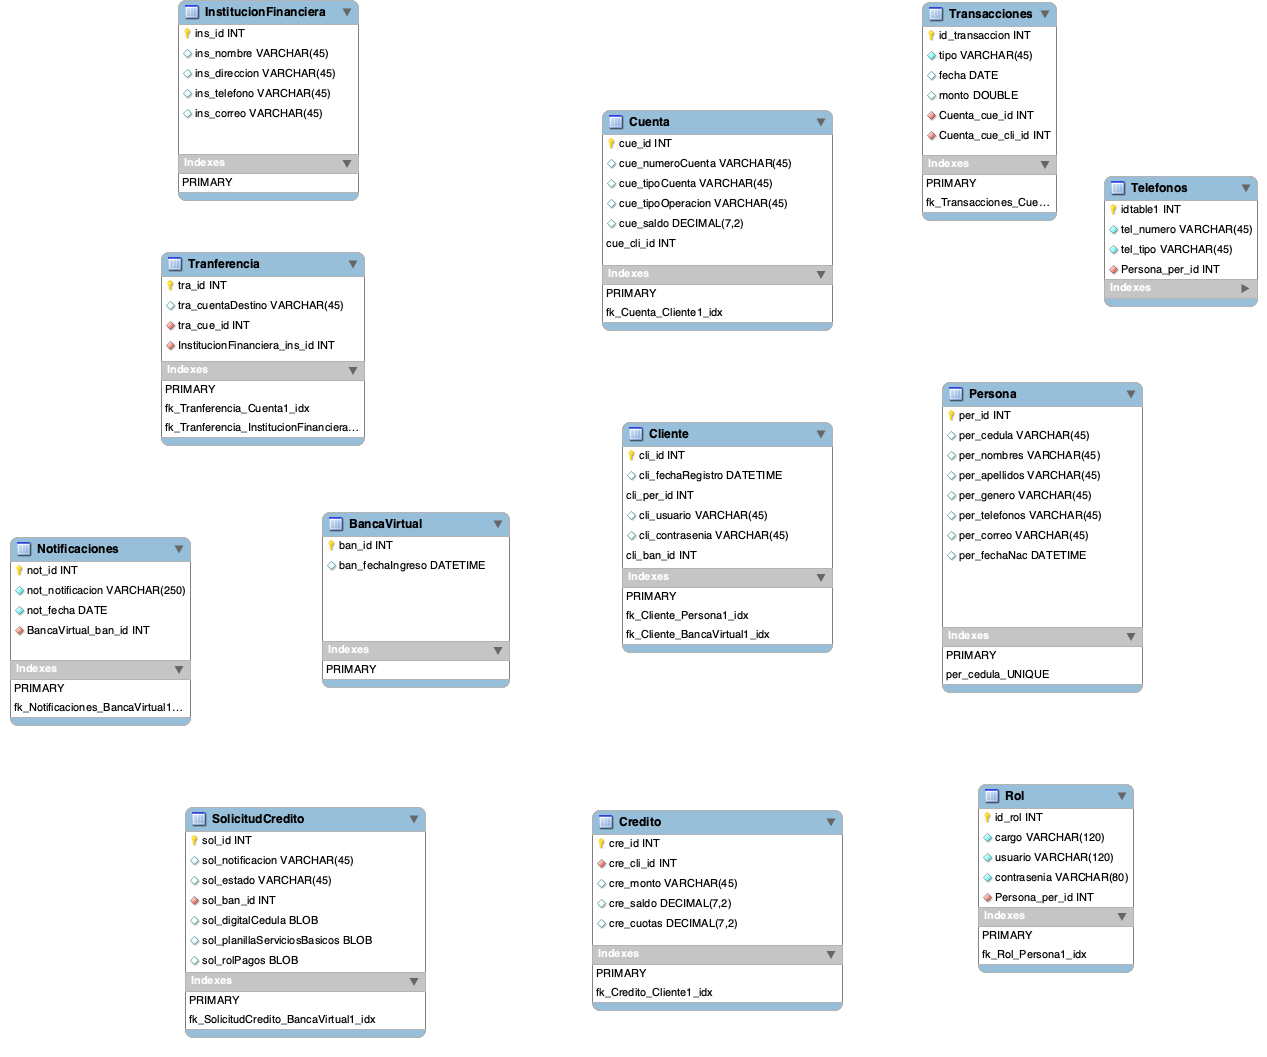 InstitucionFinanciera
ins_id INT
ins_nombre VARCHAR(45)
ins_direccion VARCHAR(45)
ins_telefono VARCHAR(45)
ins_correo VARCHAR(45)
Indexes
PRIMARY
Transacciones
id_transaccion INT
tipo VARCHAR(45)
fecha DATE
monto DOUBLE
Cuenta_cue_id INT
Cuenta_cue_cli_id INT
Indexes
PRIMARY
fk_Transacciones_Cue...
Cuenta
cue_id INT
cue_numeroCuenta VARCHAR(45)
cue_tipoCuenta VARCHAR(45)
cue_tipoOperacion VARCHAR(45)
cue_saldo DECIMAL(7,2)
cue_cli_id INT
Indexes
PRIMARY
fk_Cuenta_Cliente1_idx
Telefonos
idtable1 INT
tel_numero VARCHAR(45)
tel_tipo VARCHAR(45)
Persona_per_id INT
Indexes
Tranferencia
tra_id INT
tra_cuentaDestino VARCHAR(45)
tra_cue_id INT
InstitucionFinanciera_ins_id INT
Indexes
PRIMARY
fk_Tranferencia_Cuenta1_idx
fk_Tranferencia_InstitucionFinanciera...
Persona
per_id INT
per_cedula VARCHAR(45)
per_nombres VARCHAR(45)
per_apellidos VARCHAR(45)
per_genero VARCHAR(45)
per_telefonos VARCHAR(45)
per_correo VARCHAR(45)
per_fechaNac DATETIME
Indexes
PRIMARY
per_cedula_UNIQUE
Cliente
cli_id INT
cli_fechaRegistro DATETIME
cli_per_id INT
cli_usuario VARCHAR(45)
cli_contrasenia VARCHAR(45)
cli_ban_id INT
Indexes
PRIMARY
fk_Cliente_Persona1_idx
fk_Cliente_BancaVirtual1_idx
BancaVirtual
ban_id INT
ban_fechaIngreso DATETIME
Indexes
PRIMARY
Notificaciones
not_id INT
not_notificacion VARCHAR(250)
not_fecha DATE
BancaVirtual_ban_id INT
Indexes
PRIMARY
fk_Notificaciones_BancaVirtual1...
SolicitudCredito
sol_id INT
sol_notificacion VARCHAR(45)
sol_estado VARCHAR(45)
sol_ban_id INT
sol_digitalCedula BLOB
sol_planillaServiciosBasicos BLOB
sol_rolPagos BLOB
Indexes
PRIMARY
fk_SolicitudCredito_BancaVirtual1_idx
Credito
cre_id INT
cre_cli_id INT
cre_monto VARCHAR(45)
cre_saldo DECIMAL(7,2)
cre_cuotas DECIMAL(7,2)
Indexes
PRIMARY
fk_Credito_Cliente1_idx
Rol
id_rol INT
cargo VARCHAR(120)
usuario VARCHAR(120)
contrasenia VARCHAR(80)
Persona_per_id INT
Indexes
PRIMARY
fk_Rol_Persona1_idx